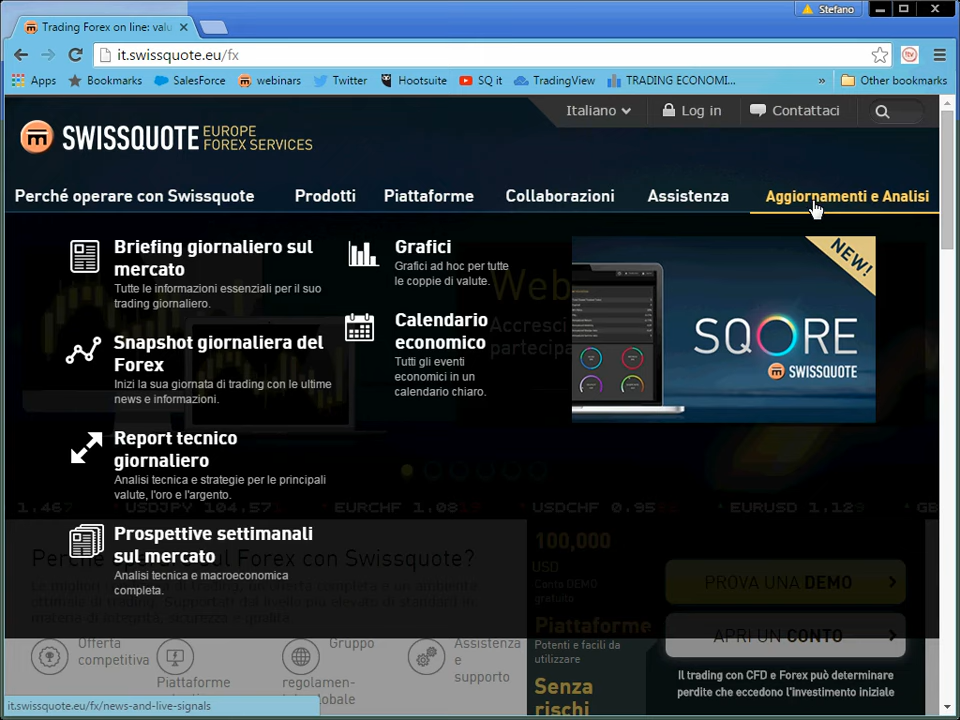 Stefano
Trading Forex on line: valu
it.swissquote.eu/fx
Apps
Bookmarks
SalesForce
webinars
Twitter
Hootsuite
SQ it
TradingView
TRADING ECONOMI...
»
Other bookmarks
Italiano
Log in
Contattaci
SWISSQUOTE
EUROPE
FOREX SERVICES
Perché operare con Swissquote
Prodotti
Piattaforme
Collaborazioni
Assistenza
Aggiornamenti e Analisi
Briefing giornaliero sul
mercato
Tutte le informazioni essenziali per il suo
trading giornaliero.
Snapshot giornaliera del
Forex
Inizi la sua giornata di trading con le ultime
news e informazioni.
Report tecnico
giornaliero
Analisi tecnica e strategie per le principali
valute, l'oro e l'argento.
Prospettive settimanali
sul mercato
Analisi tecnica e macroeconomica
completa.
Grafici
Grafici ad hoc per tutte
le coppie di valute.
Calendario
economico
Tutti gli eventi
economici in un
calendario chiaro.
Web
Accresci
partecipa
NEW!
SQORE
SWISSQUOTE
1.467 USDJPY 104.571 EURCHF 1.08 USDCHF 0.95 EURUSD 1.129
Forex con Swissquote?
100,000
USD
Conto DEMO
gratuito
Piattaforme
Potenti e facili da
utilizzare
Senza
rischi
PROVA UNA DEMO
APRI UN CONTO
Il trading con CFD e Forex può determinare
perdite che eccedono l'investimento iniziale
Offerta
competitiva
Piattaforme
Gruppo
regolamen-
Assistenza
e
supporto
it.swissquote.eu/fx/news-and-live-signals